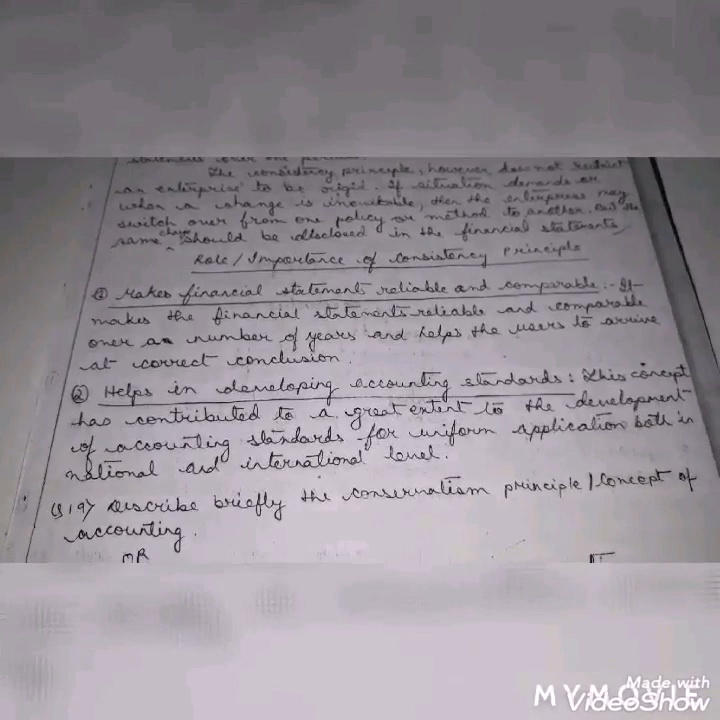 The consistency principle, however does not restrict
an enterprise to be rigid. If situation demands or
when a change is inevitable, then the enterprises may
switch over from one policy or method to another. But the
same change should be disclosed in the financial statements
Role/Importance of consistency principle
① Makes financial statements reliable and comparable :- It
makes the financial statements reliable and comparable
over a number of years and helps the users to arrive
at correct conclusion.
② Helps in developing accounting standards : This concept
has contributed to a great extent to the development
of accounting standards for uniform application both in
national and international level.
Q19) Describe briefly the conservatism principle/concept of
accounting.
OR
Made with
MYMOVIE
VideoShow